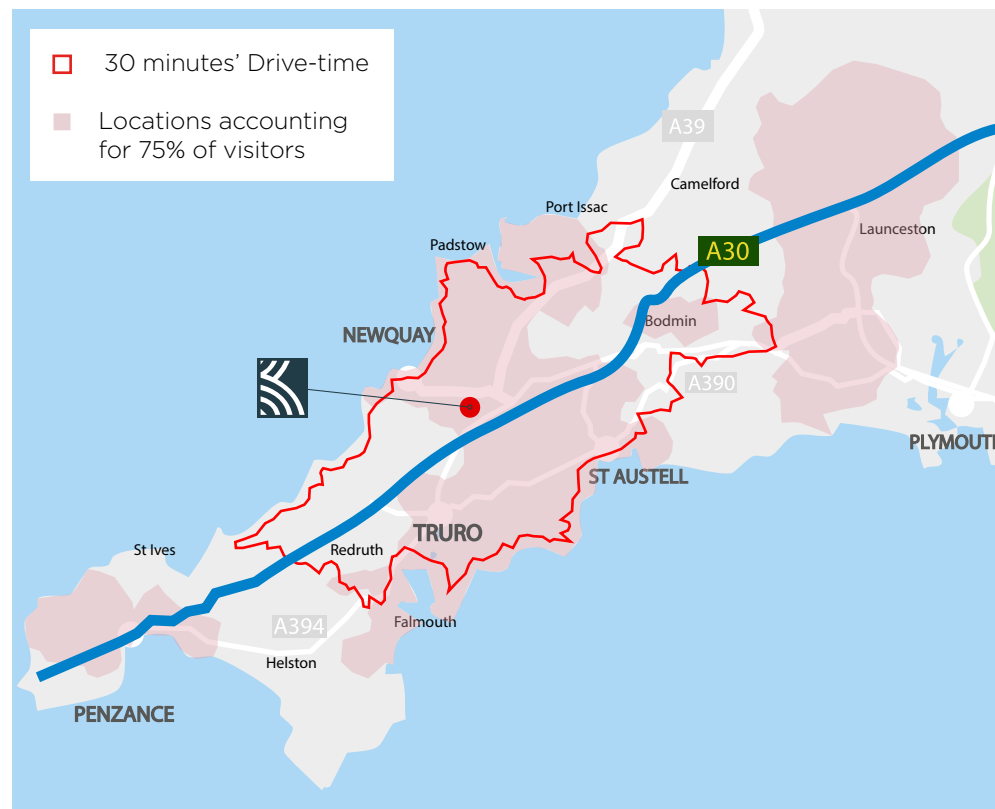 30 minutes' Drive-time
Locations accounting
for 75% of visitors
A39
Camelford
Port Issac
Launceston
Padstow
A30
Bodmin
NEWQUAY
A390
PLYMOUTH
ST AUSTELL
TRURO
St Ives
Redruth
Falmouth
A394
Helston
PENZANCE